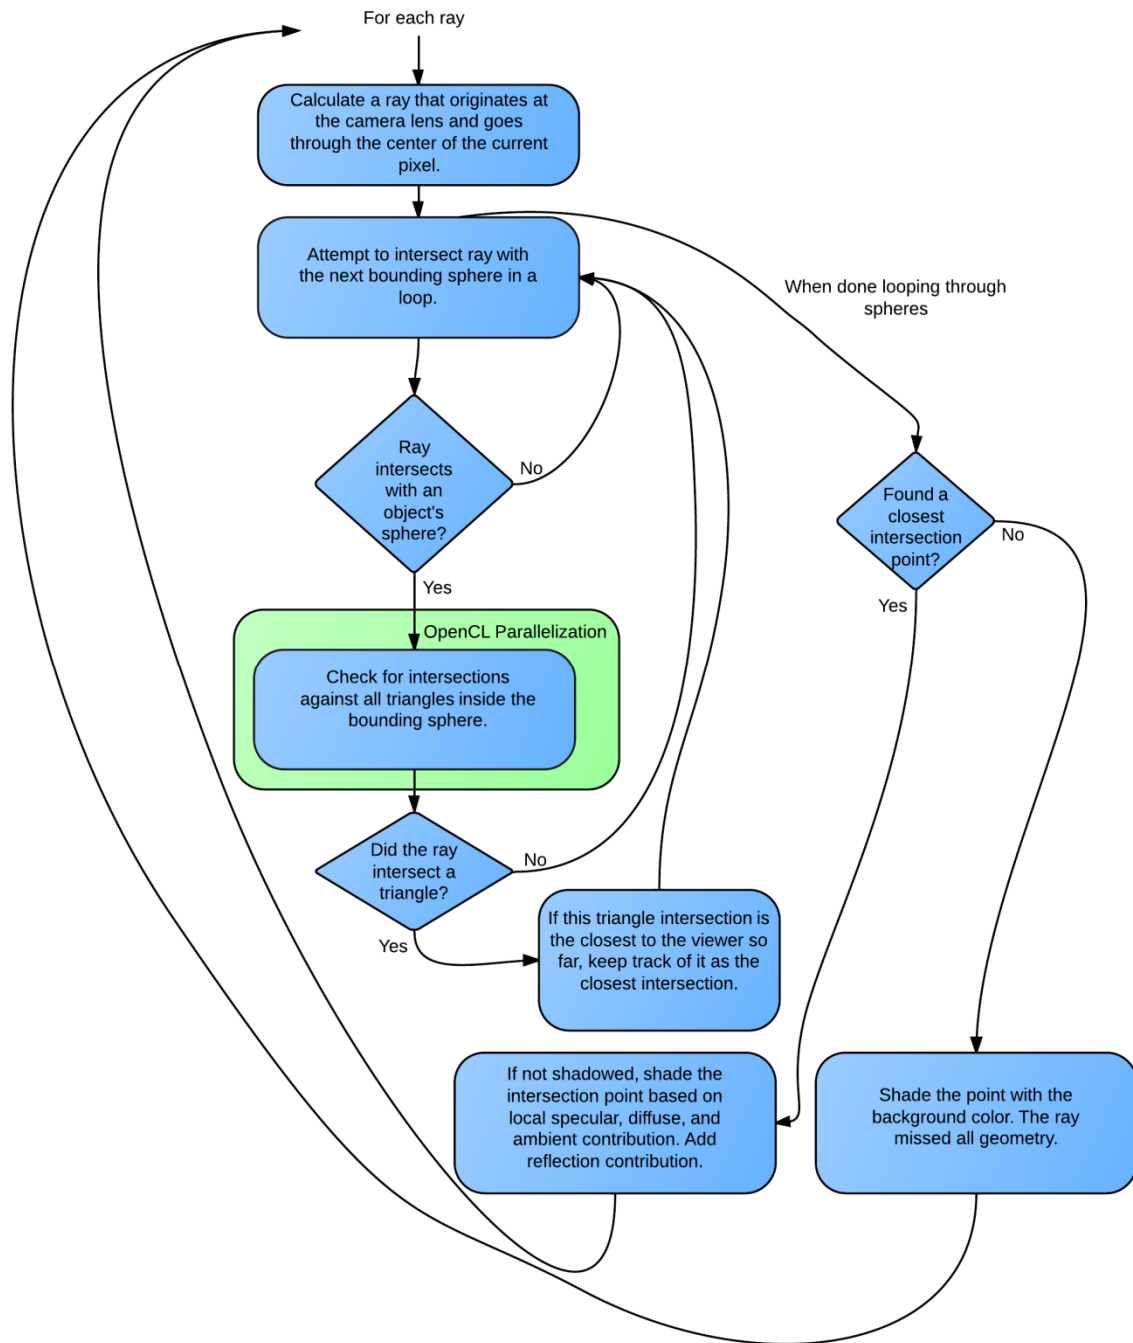 For each ray
Calculate a ray that originates at
the camera lens and goes
through the center of the current
pixel.
Attempt to intersect ray with
the next bounding sphere in a
loop.
When done looping through
spheres
Ray
intersects
with an
object's
sphere?
No
Yes
Found a
closest
intersection
point?
No
Yes
OpenCL Parallelization
Check for intersections
against all triangles inside the
bounding sphere.
Did the ray
intersect a
triangle?
No
Yes
If this triangle intersection is
the closest to the viewer so
far, keep track of it as the
closest intersection.
If not shadowed, shade the
intersection point based on
local specular, diffuse, and
ambient contribution. Add
reflection contribution.
Shade the point with the
background color. The ray
missed all geometry.